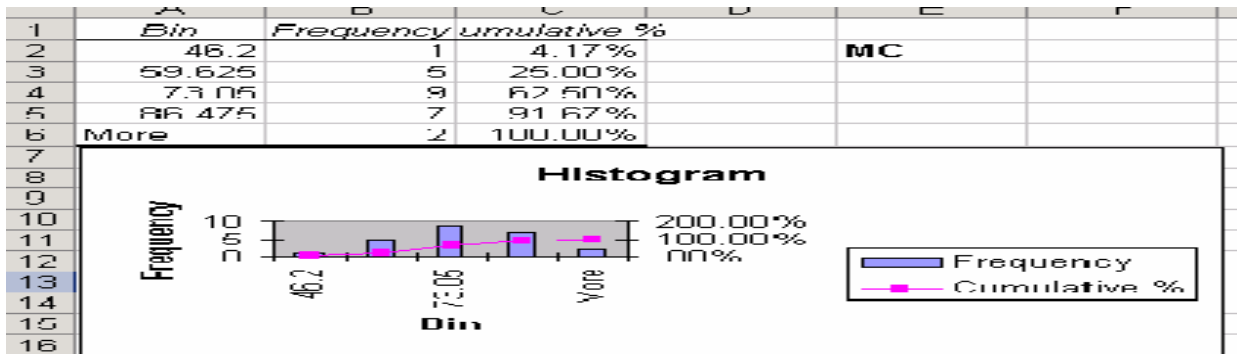 A B C D E F
1 Bin Frequency umulative %
2 46.2 1 4.17% MC
3 59.625 5 25.00%
4 73.05 9 62.50%
5 86.475 7 91.67%
6 More 2 100.00%
7
8 Histogram
9
10
11
12
13
14
15
16
Frequency
10 200.00%
5 100.00%
0 .00%
46.2 73.05 More
Bin
Frequency
Cumulative %